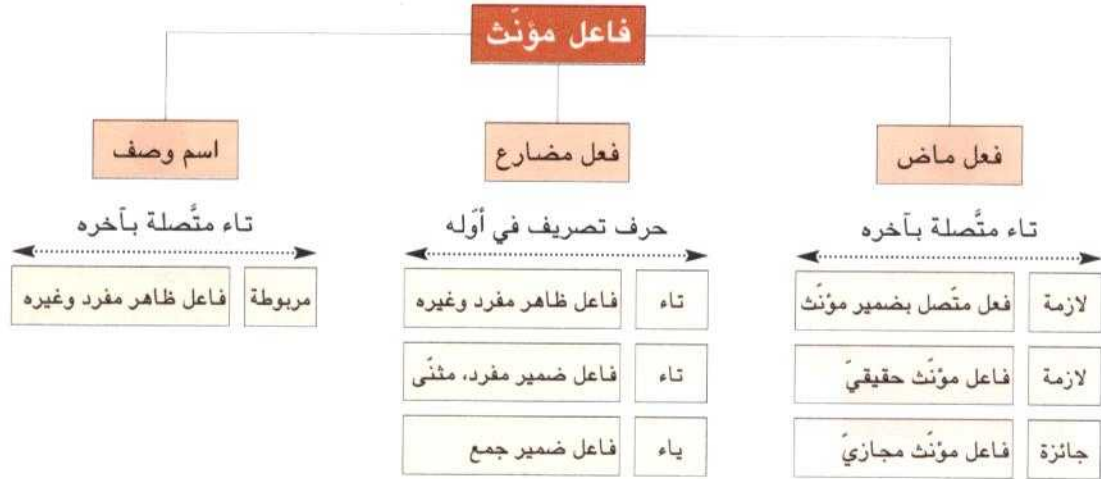 فاعل مؤنّث
فعل ماض
فعل مضارع
اسم وصف
تاء متَّصلة بآخره
حرف تصريف في أوّله
تاء متَّصلة بآخره
لازمة فعل متّصل بضمير مؤنّث
لازمة فاعل مؤنّث حقيقيّ
جائزة فاعل مؤنّث مجازيّ
تاء فاعل ظاهر مفرد وغيره
تاء فاعل ضمير مفرد، مثنّى
ياء فاعل ضمير جمع
مربوطة فاعل ظاهر مفرد وغيره